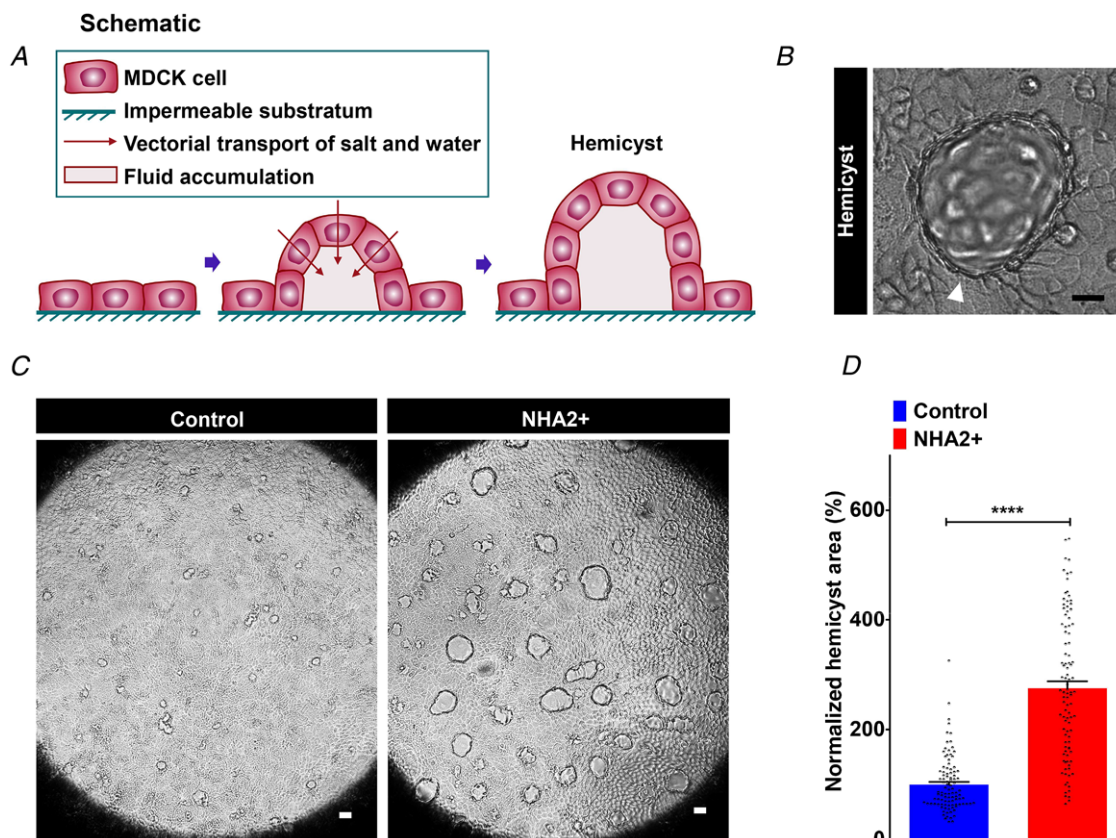 Schematic
A
MDCK cell
Impermeable substratum
Vectorial transport of salt and water
Fluid accumulation
Hemicyst
B
Hemicyst
C
Control
NHA2+
D
Control
NHA2+
Normalized hemicyst area (%)
600
400
200
0
****